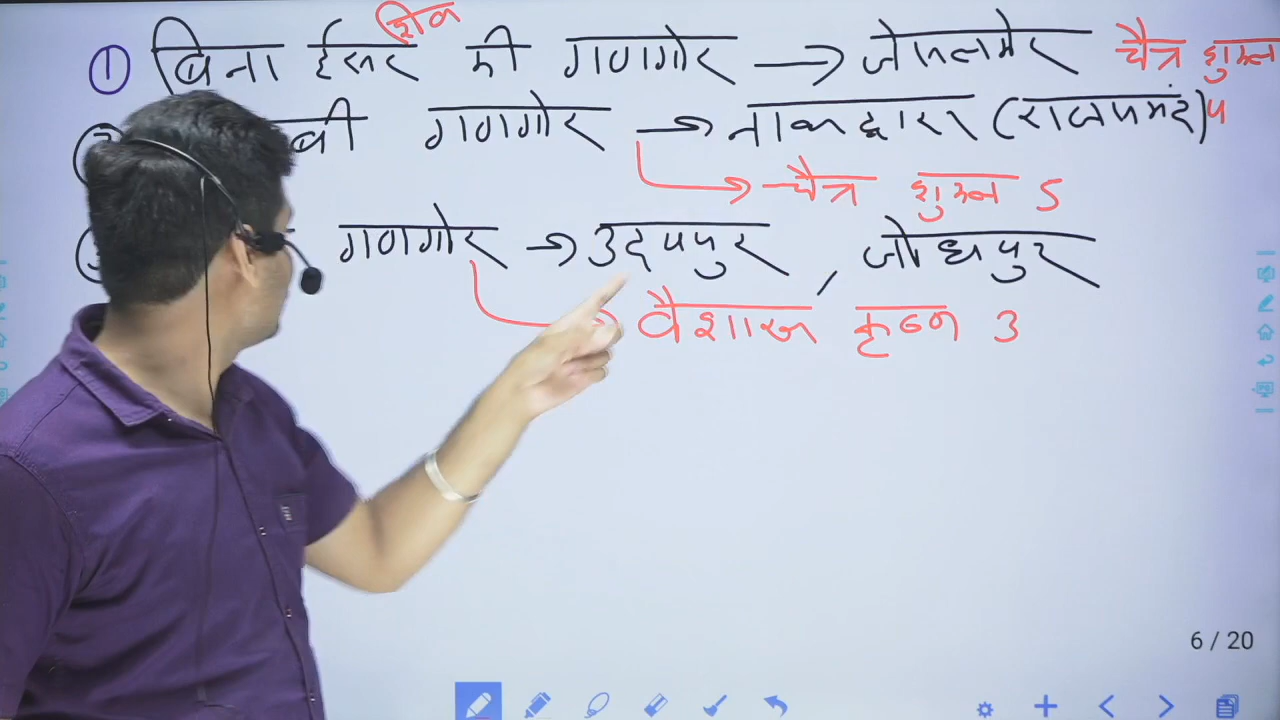 ① बिना ईसर शिव की गणगौर → जैसलमेर चैत्र शुक्ल
गणगौर → नाथद्वारा (राजसमंद) 4
→ चैत्र शुक्ल 5
गणगौर → उदयपुर, जोधपुर
वैशाख कृष्ण 3
6 / 20